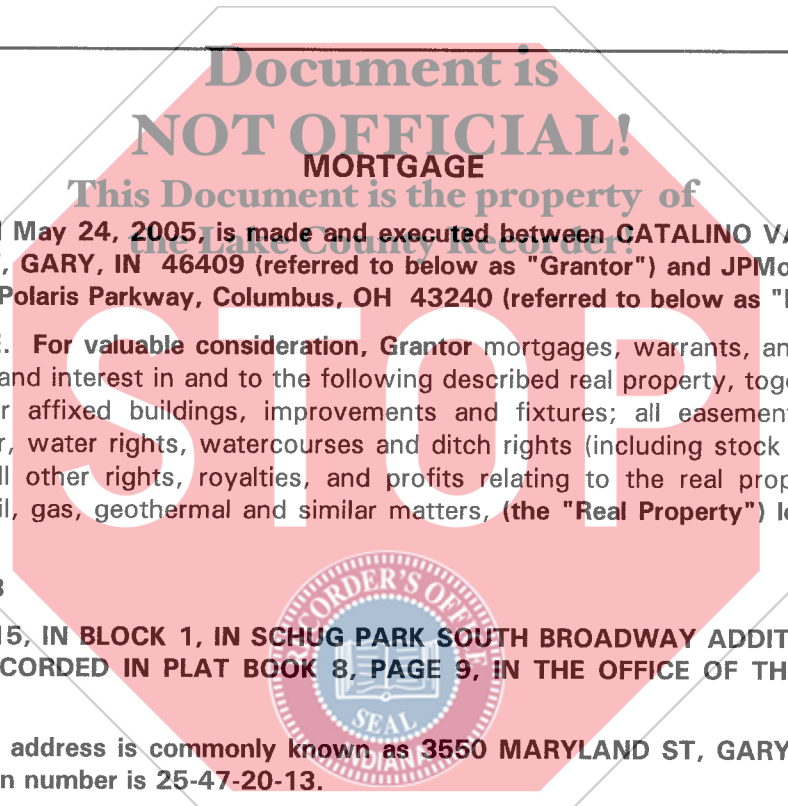 Document is
NOT OFFICIAL!
MORTGAGE
This Document is the property of
the Lake County Recorder!
May 24, 2005, is made and executed between CATALINO VA
, GARY, IN 46409 (referred to below as "Grantor") and JPMo
Polaris Parkway, Columbus, OH 43240 (referred to below as "
. For valuable consideration, Grantor mortgages, warrants, an
and interest in and to the following described real property, tog
r affixed buildings, improvements and fixtures; all easement
, water rights, watercourses and ditch rights (including stock
ll other rights, royalties, and profits relating to the real prop
il, gas, geothermal and similar matters, (the "Real Property") l
STOP
15, IN BLOCK 1, IN SCHUG PARK SOUTH BROADWAY ADDIT
CORDED IN PLAT BOOK 8, PAGE 9, IN THE OFFICE OF TH
RECORDER'S OFFICE
SEAL
INDIANA
address is commonly known as 3550 MARYLAND ST, GARY
n number is 25-47-20-13.